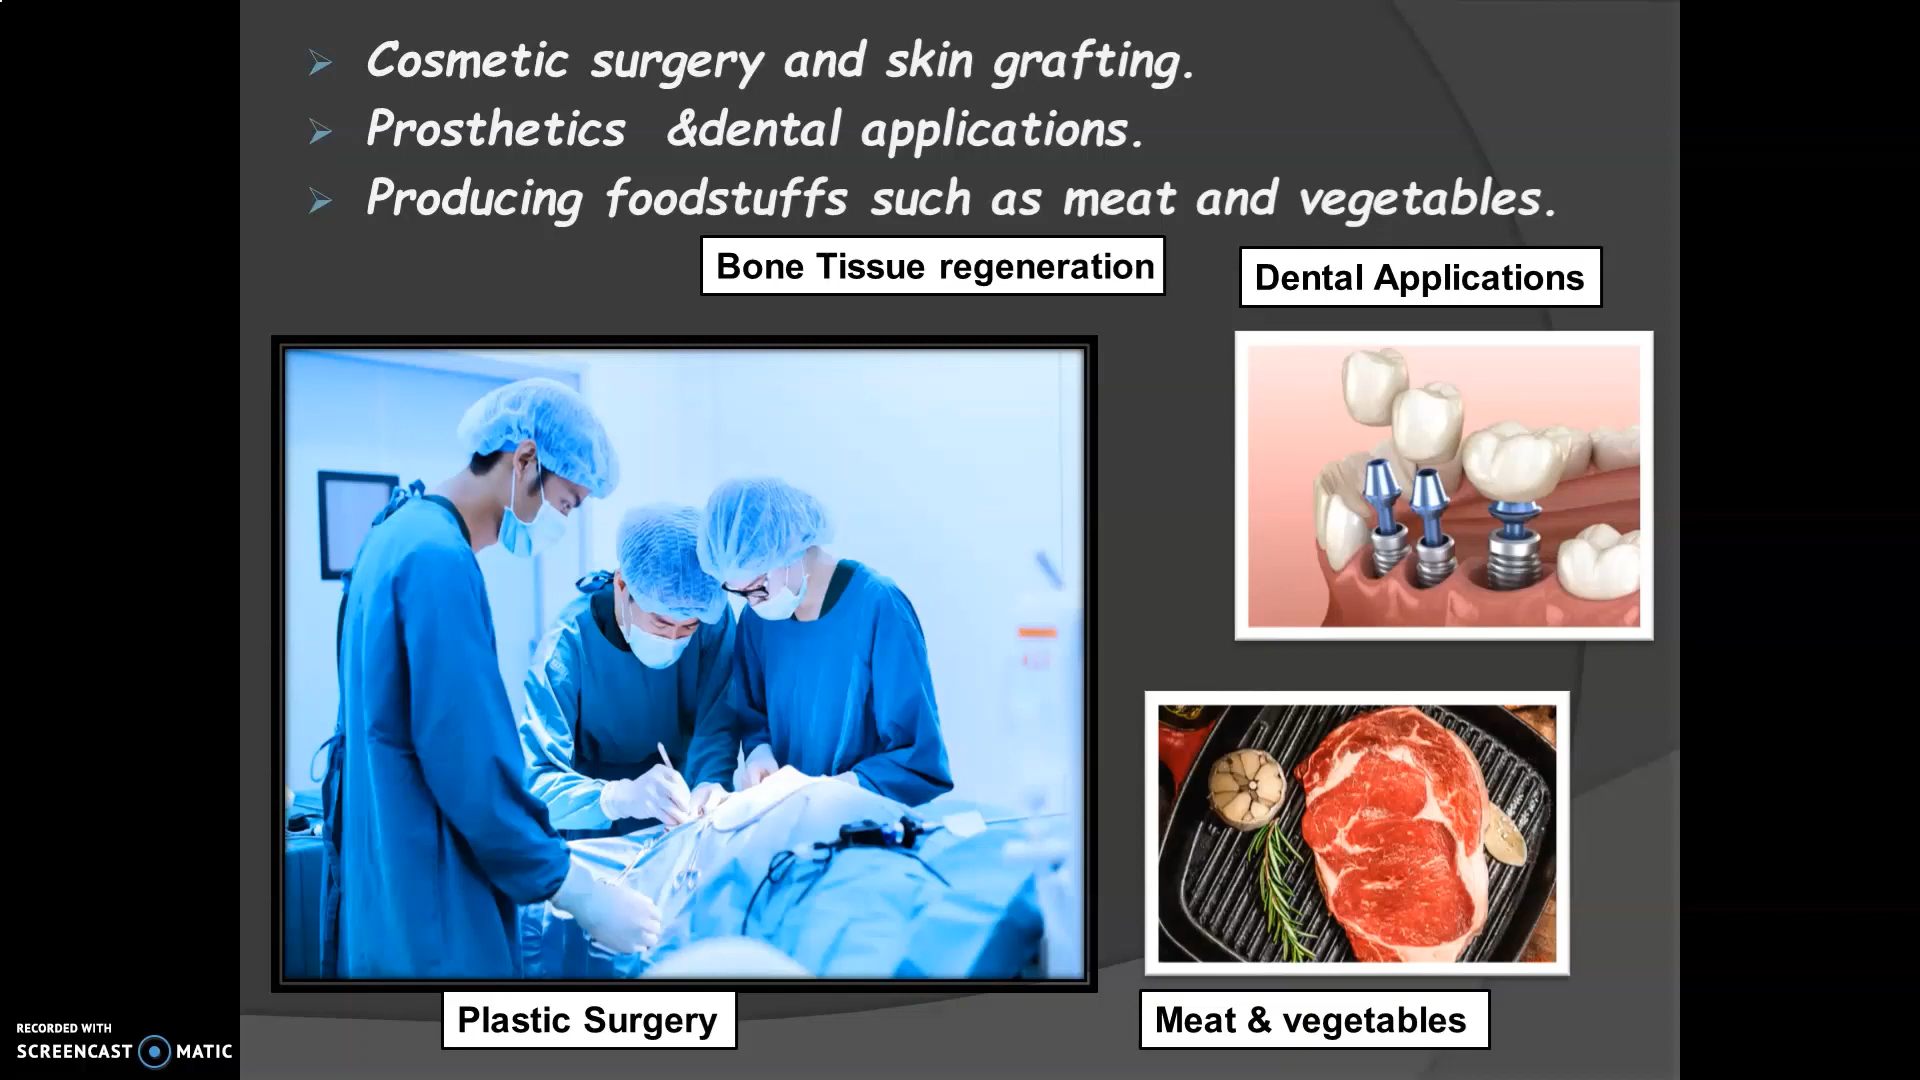 Cosmetic surgery and skin grafting.
Prosthetics &dental applications.
Producing foodstuffs such as meat and vegetables.
Bone Tissue regeneration
Dental Applications
Plastic Surgery
Meat & vegetables
RECORDED WITH
SCREENCAST MATIC